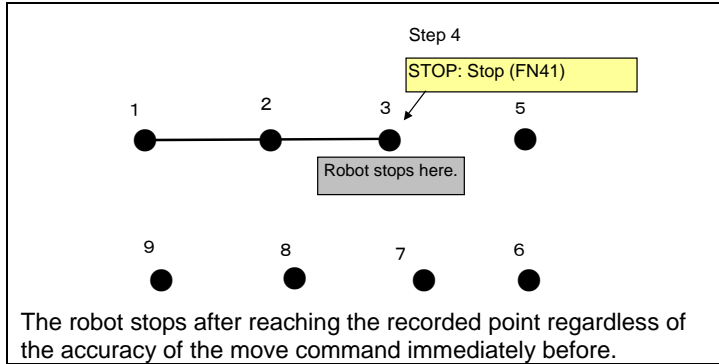 Step 4
STOP: Stop (FN41)
1 2 3 5
Robot stops here.
9 8 7 6
The robot stops after reaching the recorded point regardless of
the accuracy of the move command immediately before.